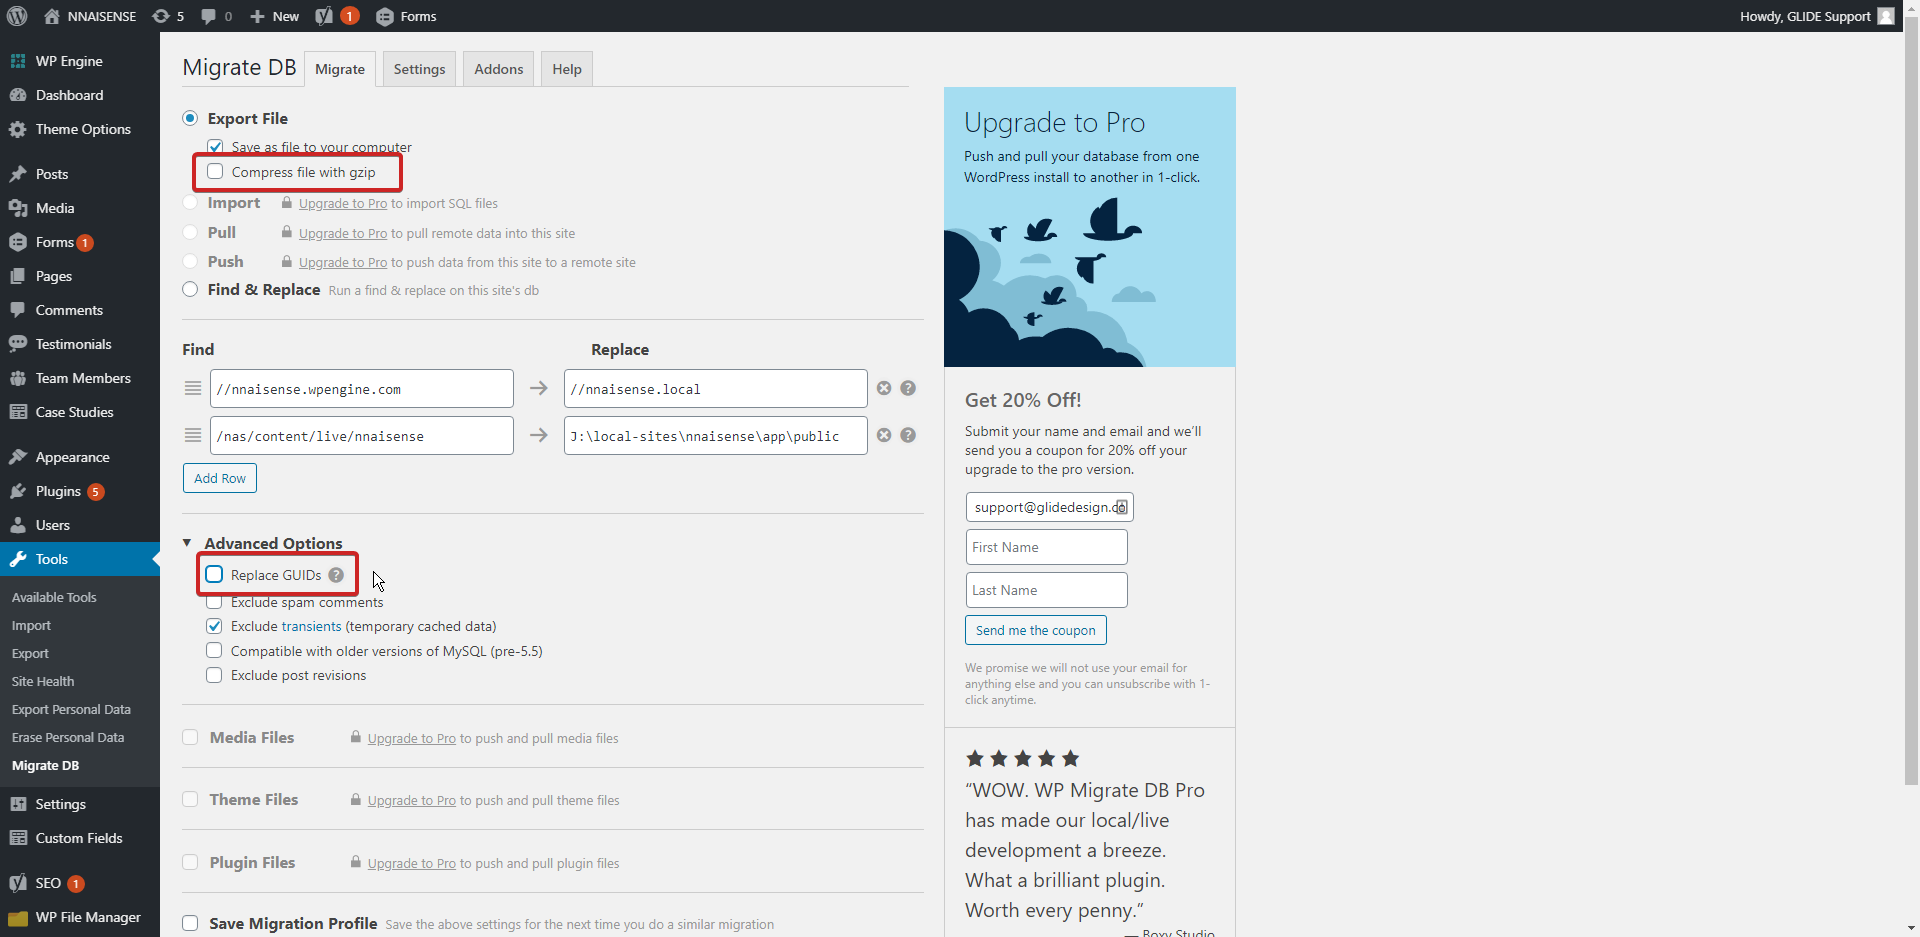 NNAISENSE
5
0
New
1
Forms
Howdy, GLIDE Support
WP Engine
Dashboard
Theme Options
Posts
Media
Forms 1
Pages
Comments
Testimonials
Team Members
Case Studies
Appearance
Plugins 5
Users
Tools
Available Tools
Import
Export
Site Health
Export Personal Data
Erase Personal Data
Migrate DB
Settings
Custom Fields
SEO 1
WP File Manager
Migrate DB
Migrate
Settings
Addons
Help
Export File
Save as file to your computer
Compress file with gzip
Import Upgrade to Pro to import SQL files
Pull Upgrade to Pro to pull remote data into this site
Push Upgrade to Pro to push data from this site to a remote site
Find & Replace Run a find & replace on this site's db
Find
Replace
//nnaisense.wpengine.com
//nnaisense.local
/nas/content/live/nnaisense
J:\local-sites\nnaisense\app\public
Add Row
Advanced Options
Replace GUIDs
Exclude spam comments
Exclude transients (temporary cached data)
Compatible with older versions of MySQL (pre-5.5)
Exclude post revisions
Media Files Upgrade to Pro to push and pull media files
Theme Files Upgrade to Pro to push and pull theme files
Plugin Files Upgrade to Pro to push and pull plugin files
Save Migration Profile Save the above settings for the next time you do a similar migration
Upgrade to Pro
Push and pull your database from one
WordPress install to another in 1-click.
Get 20% Off!
Submit your name and email and we'll
send you a coupon for 20% off your
upgrade to the pro version.
support@glidedesign.co
First Name
Last Name
Send me the coupon
We promise we will not use your email for
anything else and you can unsubscribe with 1-
click anytime.
“WOW. WP Migrate DB Pro
has made our local/live
development a breeze.
What a brilliant plugin.
Worth every penny.”
— Boxy Studio